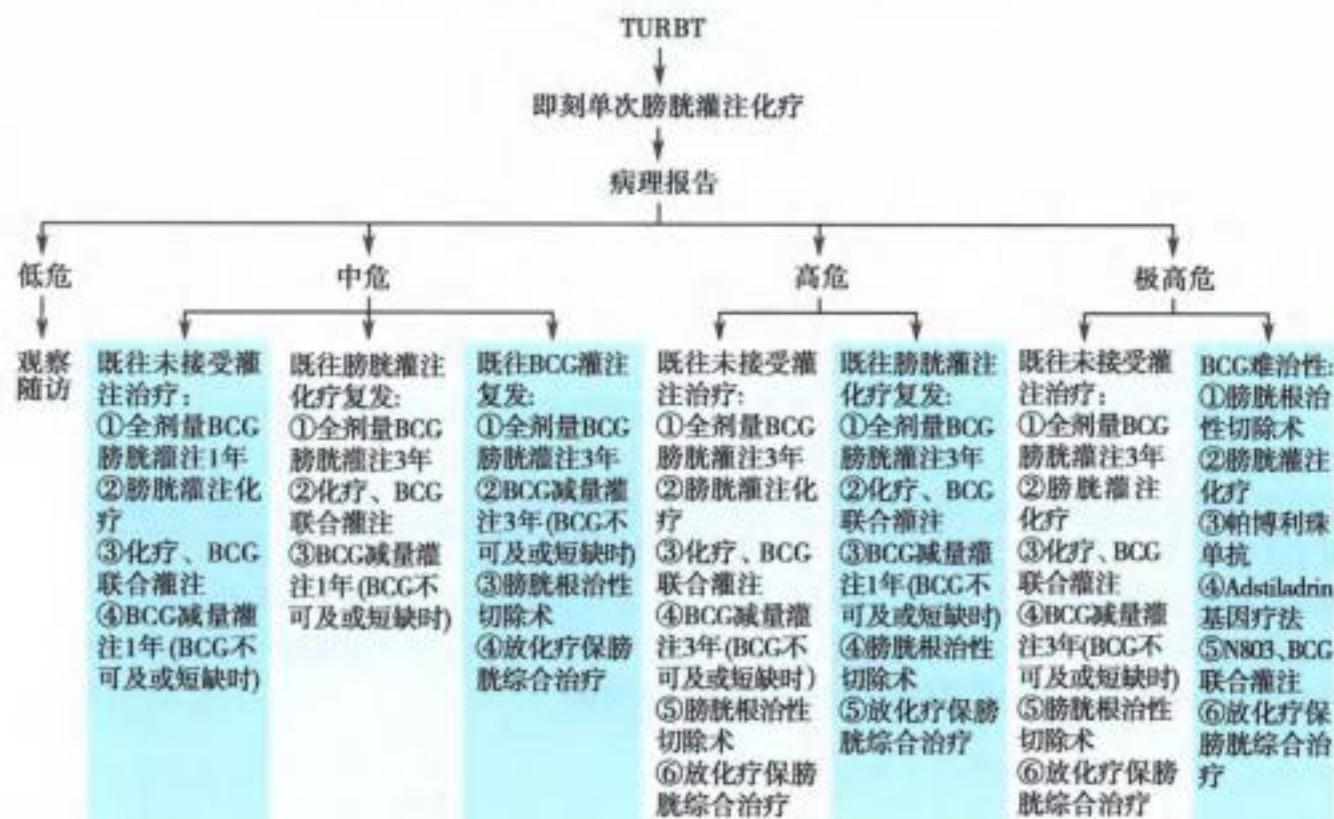 TURBT
即刻单次膀胱灌注化疗
病理报告
低危
中危
高危
极高危
观察
随访
既往未接受灌
注治疗：
①全剂量BCG
膀胱灌注1年
②膀胱灌注化
疗
③化疗、BCG
联合灌注
④BCG减量灌
注1年(BCG不
可及或短缺时)
既往膀胱灌注
化疗复发:
①全剂量BCG
膀胱灌注3年
②化疗、BCG
联合灌注
③BCG减量灌
注1年(BCG不
可及或短缺时)
既往BCG灌注
复发:
①全剂量BCG
膀胱灌注3年
②BCG减量灌
注3年(BCG不
可及或短缺时)
③膀胱根治性
切除术
④放化疗保膀
胱综合治疗
既往未接受灌
注治疗:
①全剂量BCG
膀胱灌注3年
②膀胱灌注化
疗
③化疗、BCG
联合灌注
④BCG减量灌
注3年(BCG不
可及或短缺时)
⑤膀胱根治性
切除术
⑥放化疗保膀
胱综合治疗
既往膀胱灌注
化疗复发:
①全剂量BCG
膀胱灌注3年
②化疗、BCG
联合灌注
③BCG减量灌
注1年(BCG不
可及或短缺时)
④膀胱根治性
切除术
⑤放化疗保膀
胱综合治疗
既往未接受灌
注治疗：
①全剂量BCG
膀胱灌注3年
②膀胱灌注
化疗
③化疗、BCG
联合灌注
④BCG减量灌
注3年(BCG不
可及或短缺时)
⑤膀胱根治性
切除术
⑥放化疗保膀
胱综合治疗
BCG难治性:
①膀胱根治
性切除术
②膀胱灌注
化疗
③帕博利珠
单抗
④Adstiladrin
基因疗法
⑤N803、BCG
联合灌注
⑥放化疗保
膀胱综合治
疗